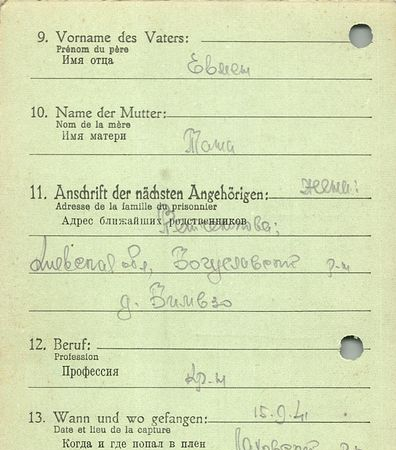 9. Vorname des Vaters:
Prénom du père
Имя отца Евмен
10. Name der Mutter:
Nom de la mère
Имя матери
11. Anschrift der nächsten Angehörigen: жена:
Adresse de la famille du prisonnier
Адрес ближайших родственников
обл, Богуславский р-н
д.
12. Beruf:
Profession
Профессия кр-н
13. Wann und wo gefangen: 15.9.41
Date et lieu de la capture
Когда и где попал в плен